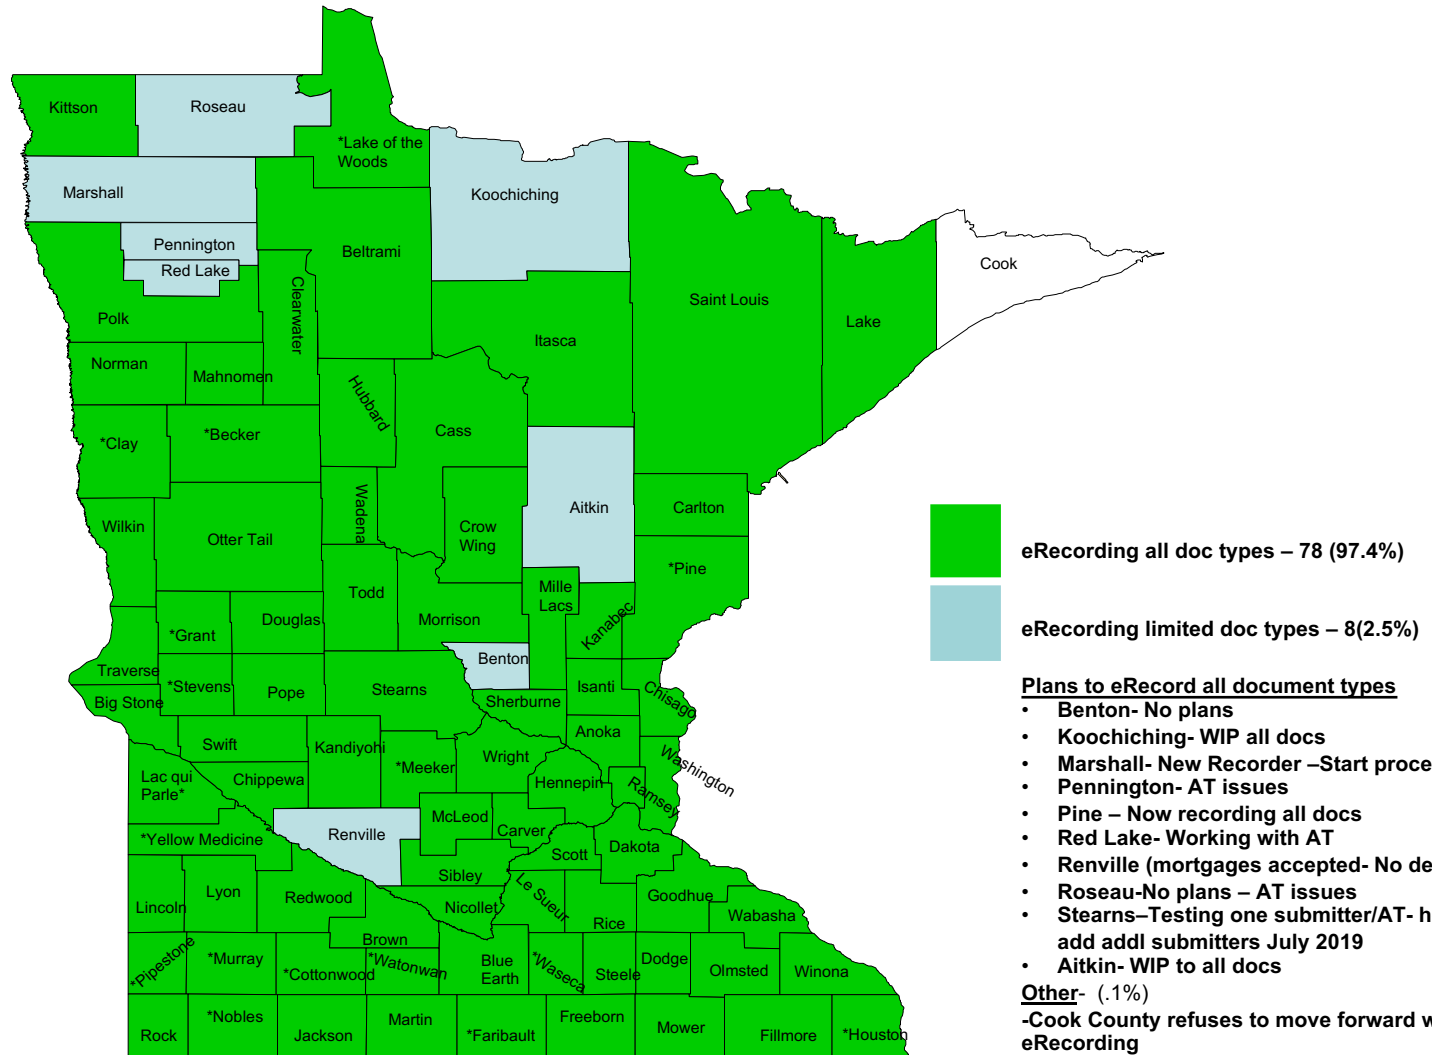 Kittson
Roseau
*Lake of the
Woods
Marshall
Koochiching
Pennington
Beltrami
Red Lake
Cook
Clearwater
Saint Louis
Polk
Lake
Itasca
Norman
Mahnomen
Hubbard
*Clay
*Becker
Cass
Wadena
Aitkin
Carlton
Wilkin
Otter Tail
Crow
Wing
*Pine
Todd
Mille
Lacs
*Grant
Douglas
Morrison
Kanabec
Traverse
*Stevens
Pope
Stearns
Benton
Isanti
Chisago
Big Stone
Sherburne
Swift
Kandiyohi
Anoka
Wright
Washington
Lac qui
Parle*
Chippewa
*Meeker
Hennepin
Ramsey
*Yellow Medicine
Renville
McLeod
Carver
Scott
Dakota
Lincoln
Lyon
Redwood
Sibley
Nicollet
Le Sueur
Rice
Goodhue
Wabasha
Brown
*Pipestone
*Murray
*Cottonwood
*Watonwan
Blue
Earth
*Waseca
Steele
Dodge
Olmsted
Winona
Rock
*Nobles
Jackson
Martin
*Faribault
Freeborn
Mower
Fillmore
*Houston
eRecording all doc types – 78 (97.4%)
eRecording limited doc types – 8(2.5%)
Plans to eRecord all document types
• Benton- No plans
• Koochiching- WIP all docs
• Marshall- New Recorder –Start proce
• Pennington- AT issues
• Pine – Now recording all docs
• Red Lake- Working with AT
• Renville (mortgages accepted- No de
• Roseau-No plans – AT issues
• Stearns–Testing one submitter/AT- h
add addl submitters July 2019
• Aitkin- WIP to all docs
Other- (.1%)
-Cook County refuses to move forward w
eRecording